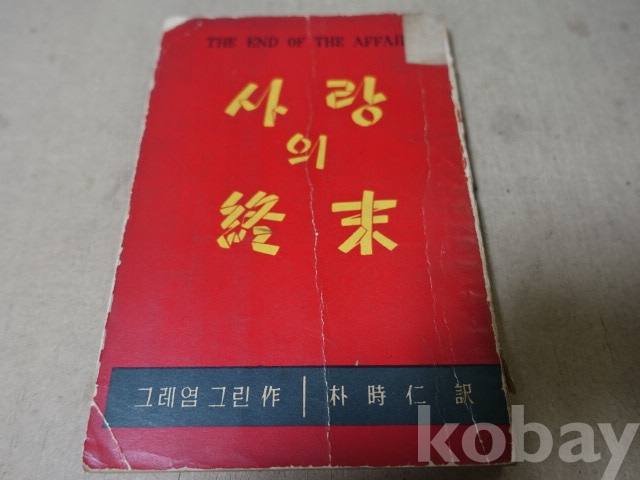 THE END OF THE AFFAI
사랑
의
終末
그레엄 그린 作 | 朴時仁 訳
kobay